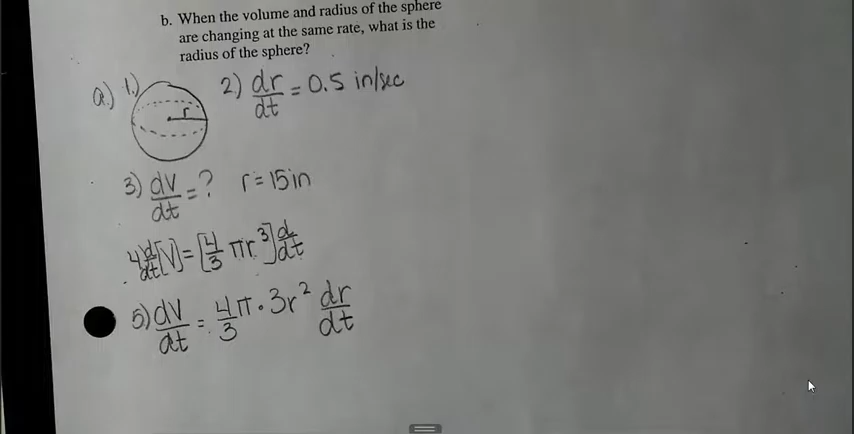 b. When the volume and radius of the sphere
are changing at the same rate, what is the
radius of the sphere?
a.) 1.) r 2) dr/dt = 0.5 in/sec
3) dV/dt = ? r = 15in
4) d/dt [V] = [4/3 πr³] d/dt
5) dV/dt = 4/3 π · 3r² dr/dt